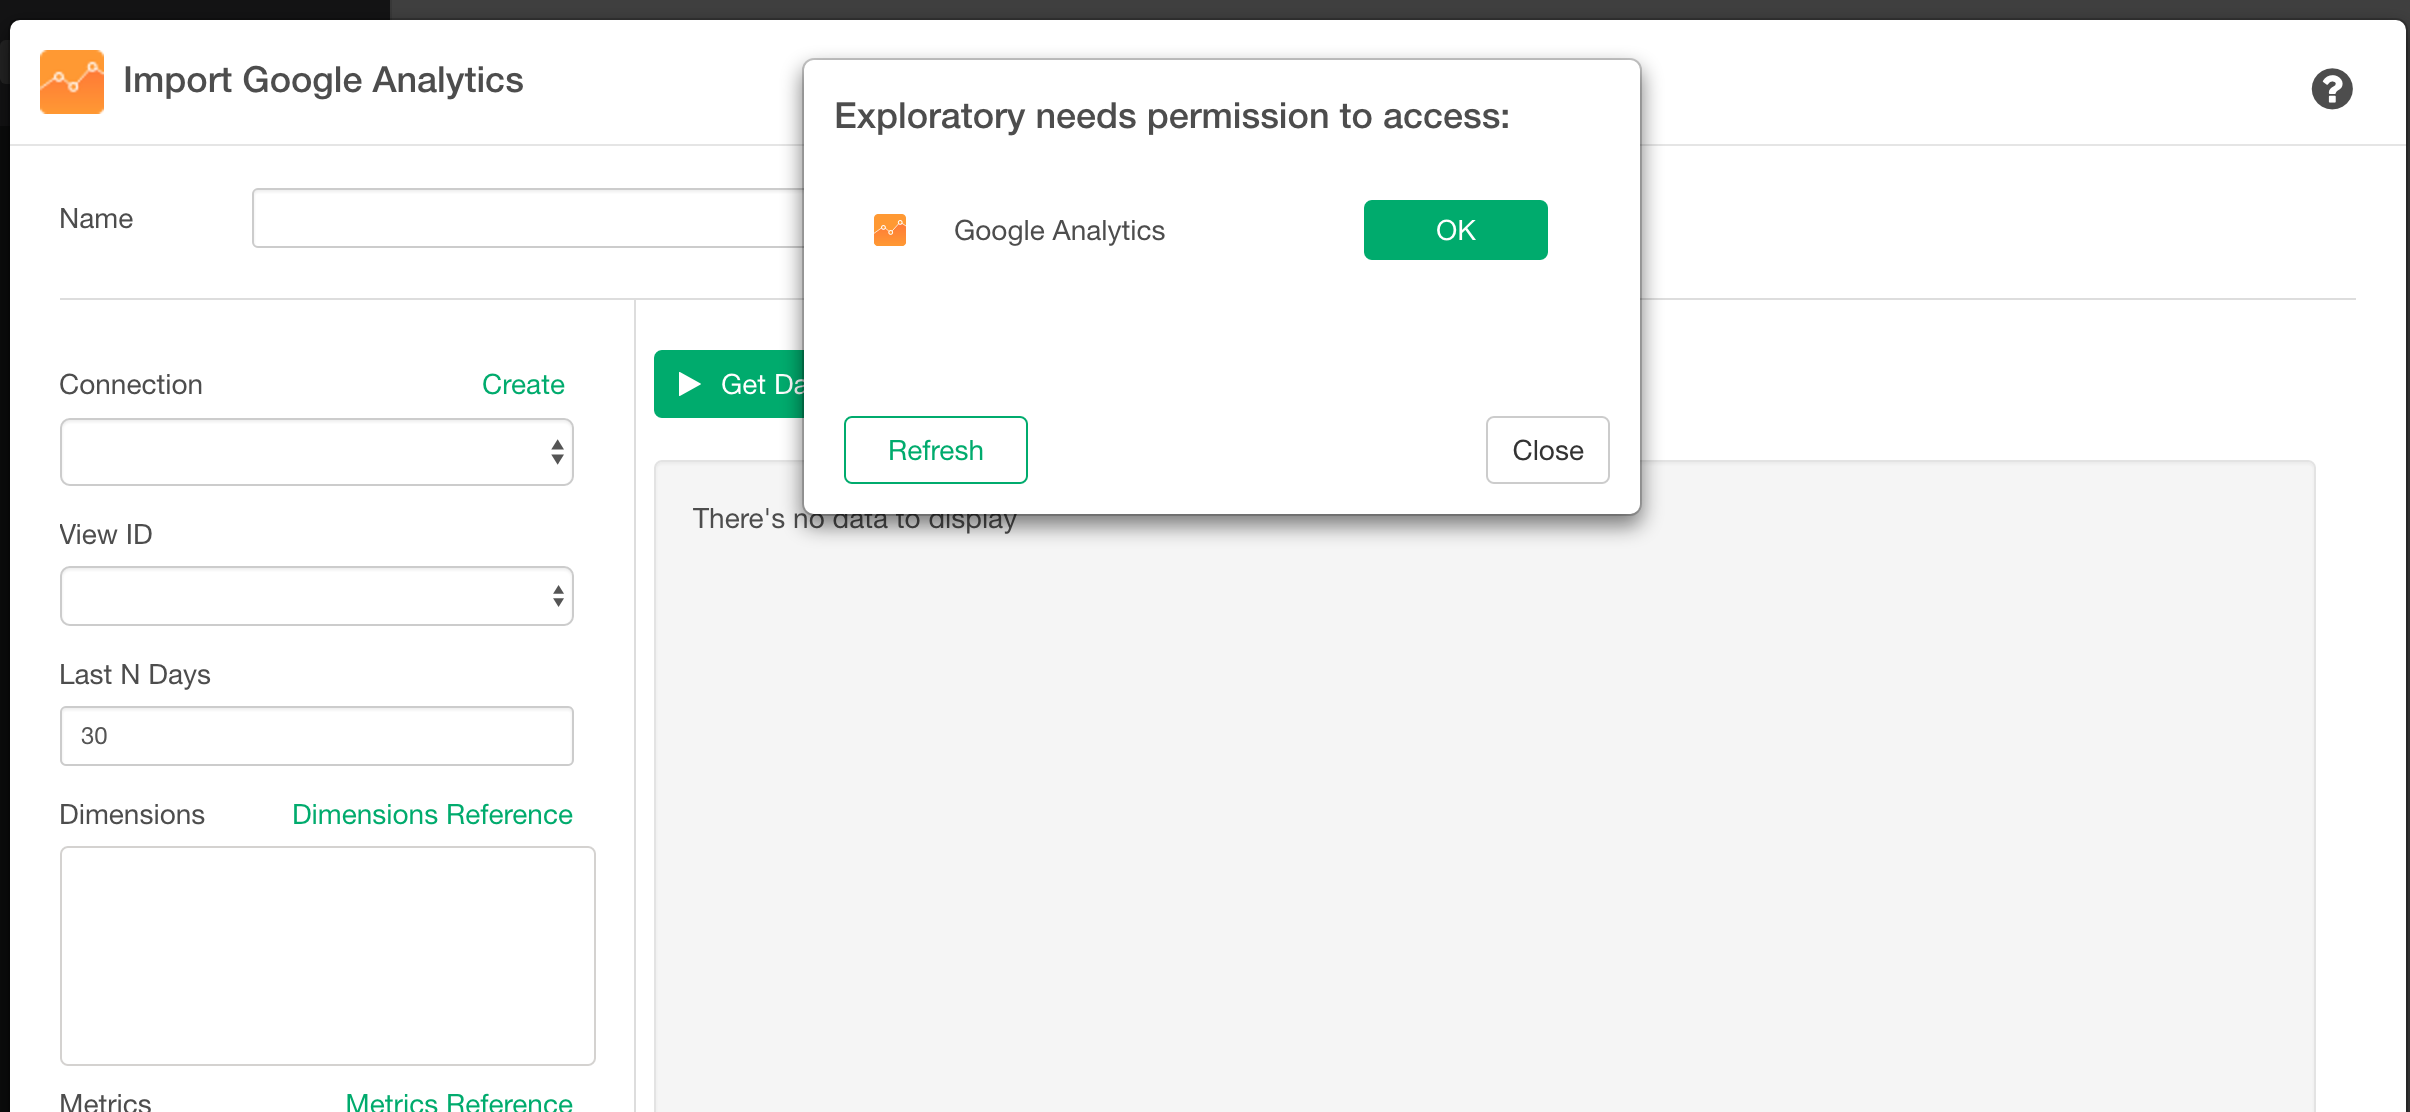 Import Google Analytics
Exploratory needs permission to access:
Google Analytics
OK
Refresh
Close
Name
Connection
Create
Get Da
There's no data to display
View ID
Last N Days
30
Dimensions
Dimensions Reference
Metrics
Metrics Reference